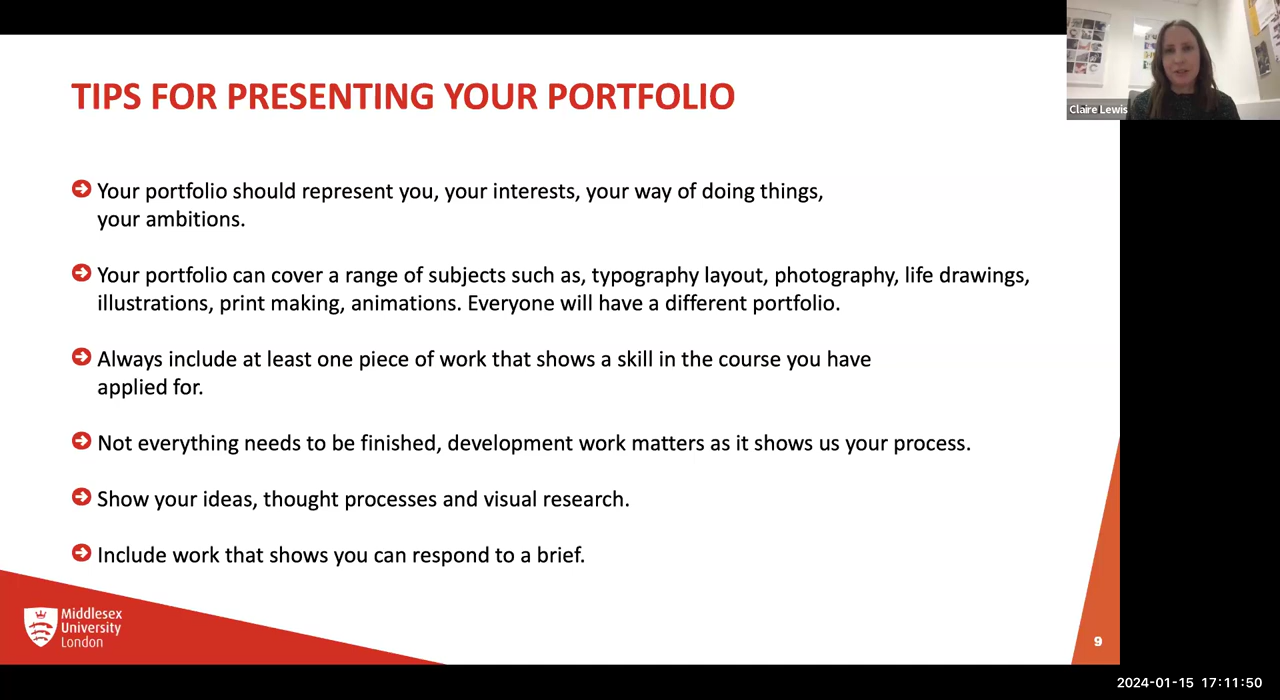 Claire Lewis
TIPS FOR PRESENTING YOUR PORTFOLIO
Your portfolio should represent you, your interests, your way of doing things,
your ambitions.
Your portfolio can cover a range of subjects such as, typography layout, photography, life drawings,
illustrations, print making, animations. Everyone will have a different portfolio.
Always include at least one piece of work that shows a skill in the course you have
applied for.
Not everything needs to be finished, development work matters as it shows us your process.
Show your ideas, thought processes and visual research.
Include work that shows you can respond to a brief.
Middlesex
University
London
9
2024-01-15 17:11:50